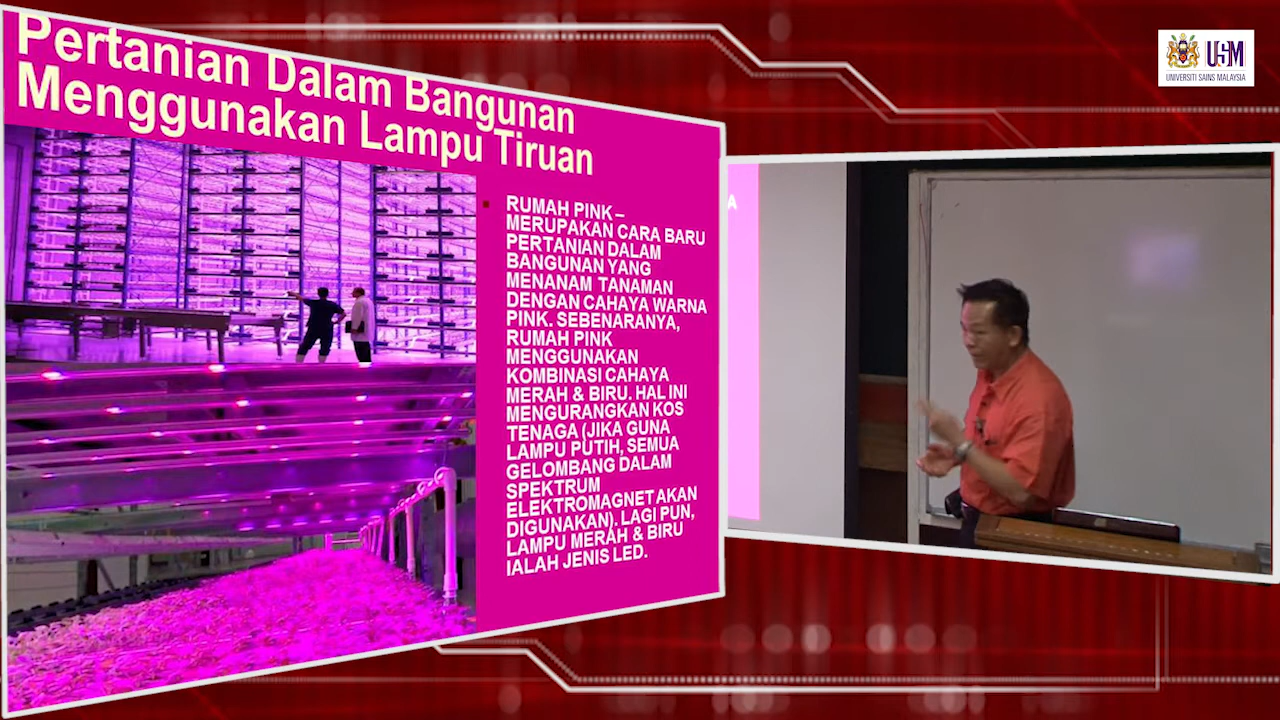 Pertanian Dalam Bangunan
Menggunakan Lampu Tiruan
RUMAH PINK –
MERUPAKAN CARA BARU
PERTANIAN DALAM
BANGUNAN YANG
MENANAM TANAMAN
DENGAN CAHAYA WARNA
PINK. SEBENARANYA,
RUMAH PINK
MENGGUNAKAN
KOMBINASI CAHAYA
MERAH & BIRU. HAL INI
MENGURANGKAN KOS
TENAGA (JIKA GUNA
LAMPU PUTIH, SEMUA
GELOMBANG DALAM
SPEKTRUM
ELEKTROMAGNET AKAN
DIGUNAKAN). LAGI PUN,
LAMPU MERAH & BIRU
IALAH JENIS LED.
A
USM
UNIVERSITI SAINS MALAYSIA